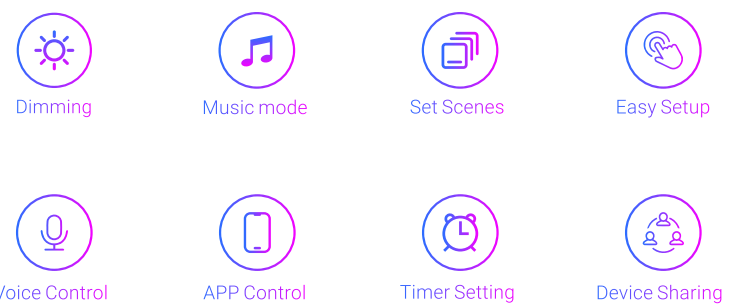 Dimming
Music mode
Set Scenes
Easy Setup
Voice Control
APP Control
Timer Setting
Device Sharing